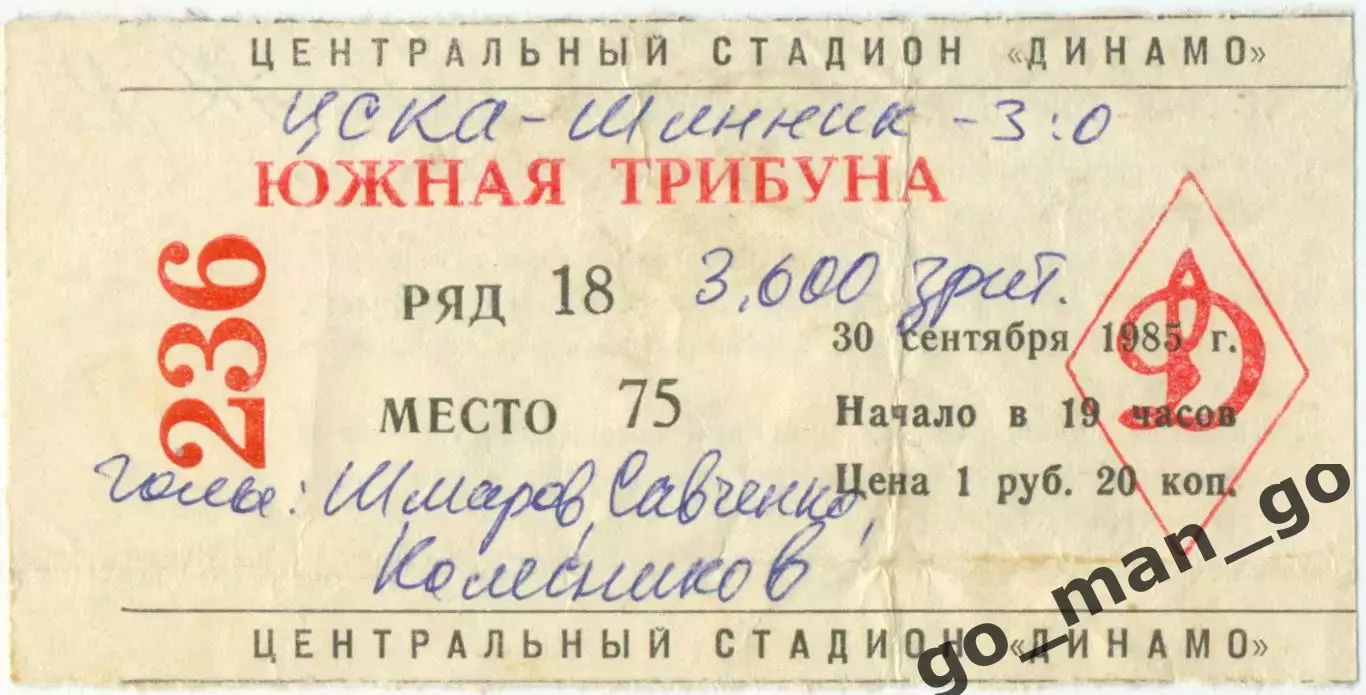 ЦЕНТРАЛЬНЫЙ СТАДИОН «ДИНАМО»
ЦСКА - Шинник - 3:0
ЮЖНАЯ ТРИБУНА
236
РЯД 18
3.600 зрит.
30 сентября 1985 г.
МЕСТО 75
Начало в 19 часов
Цена 1 руб. 20 коп.
Голы: Шмаров, Савченко,
Колесников
Д
ЦЕНТРАЛЬНЫЙ СТАДИОН «ДИНАМО»
go_man_go